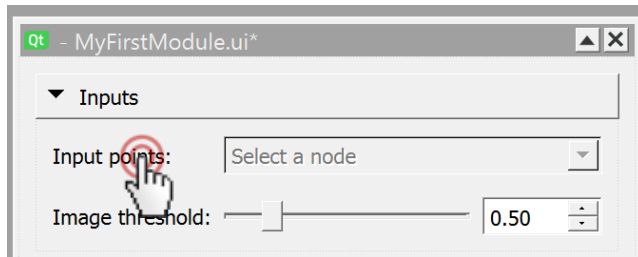 Qt - MyFirstModule.ui*
Inputs
Input points: Select a node
Image threshold: 0.50